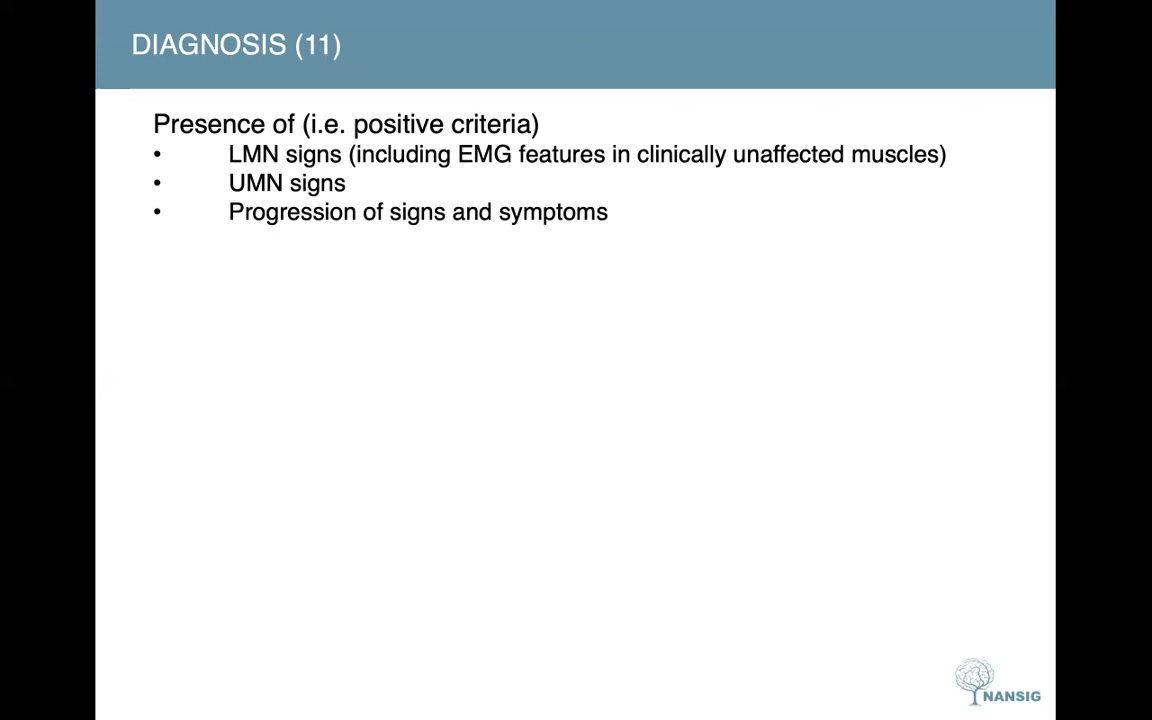 DIAGNOSIS (11)
Presence of (i.e. positive criteria)
• LMN signs (including EMG features in clinically unaffected muscles)
• UMN signs
• Progression of signs and symptoms
NANSIG